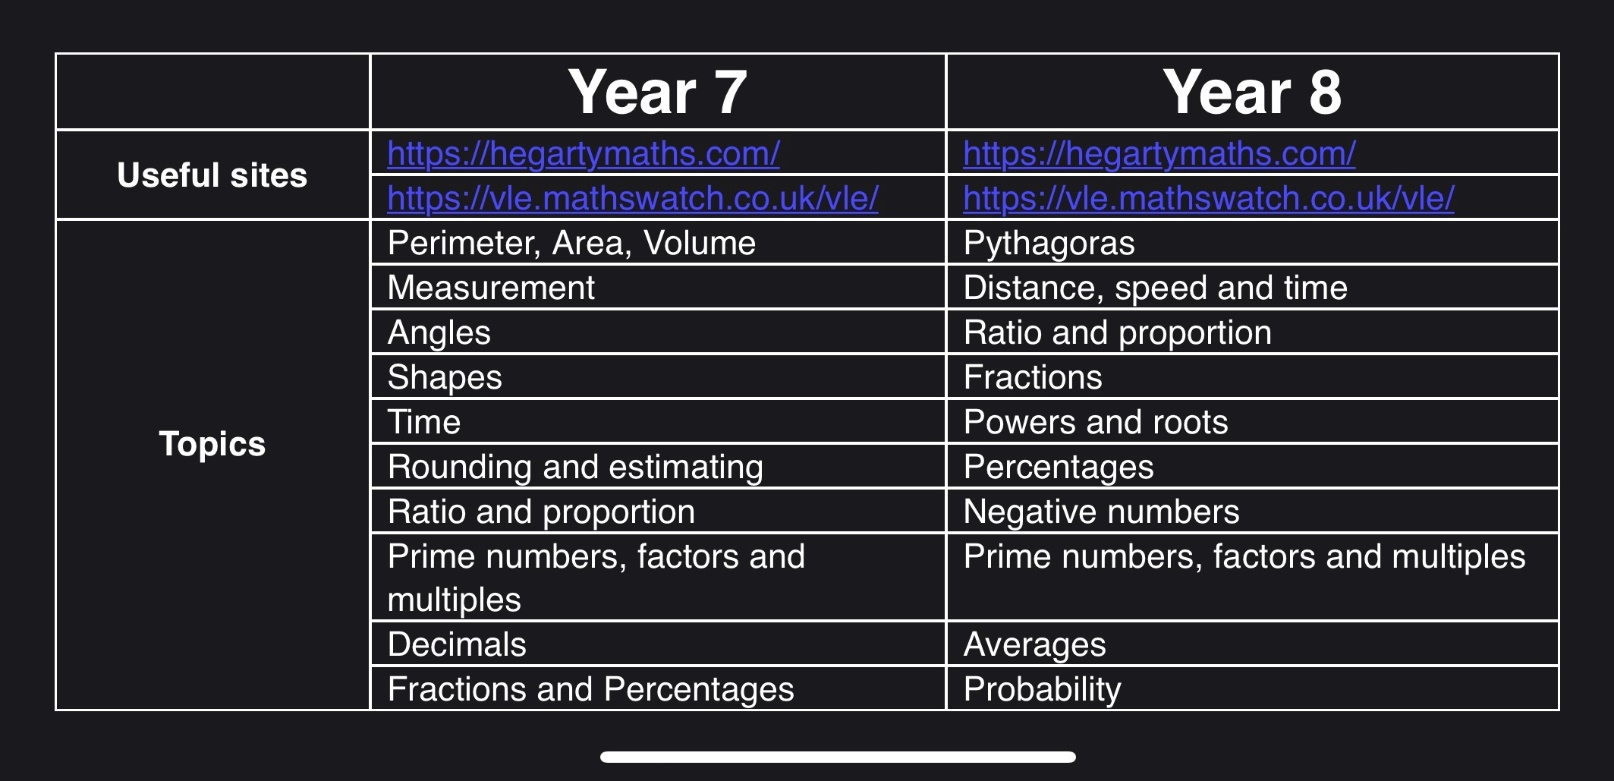 Year 7
Year 8
Useful sites
https://hegartymaths.com/
https://hegartymaths.com/
https://vle.mathswatch.co.uk/vle/
https://vle.mathswatch.co.uk/vle/
Topics
Perimeter, Area, Volume
Pythagoras
Measurement
Distance, speed and time
Angles
Ratio and proportion
Shapes
Fractions
Time
Powers and roots
Rounding and estimating
Percentages
Ratio and proportion
Negative numbers
Prime numbers, factors and
multiples
Prime numbers, factors and multiples
Decimals
Averages
Fractions and Percentages
Probability